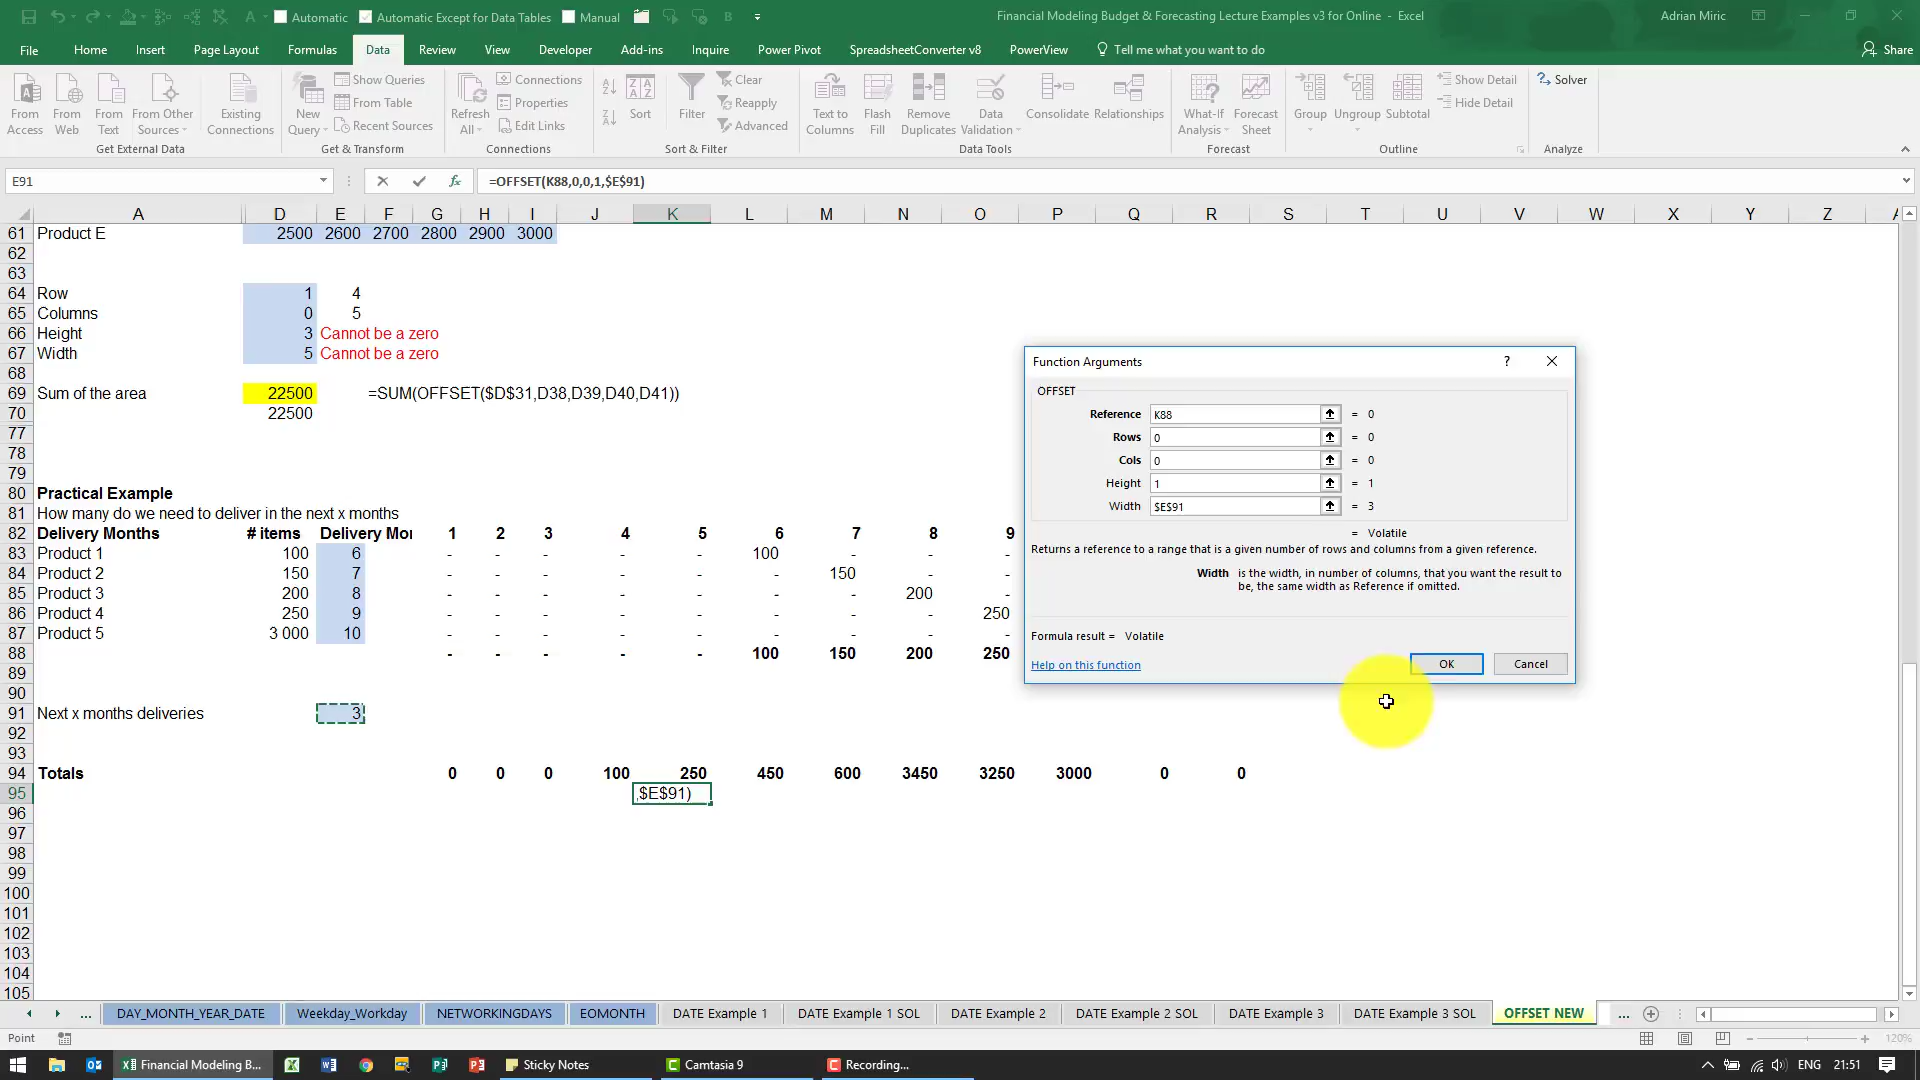 Automatic Automatic Except for Data Tables Manual Financial Modeling Budget & Forecasting Lecture Examples v3 for Online - Excel Adrian Miric
File Home Insert Page Layout Formulas Data Review View Developer Add-ins Inquire Power Pivot SpreadsheetConverter v8 PowerView Tell me what you want to do Share
From Access From Web From Text From Other Sources Existing Connections New Query Show Queries From Table Recent Sources Refresh All Connections Properties Edit Links Sort Filter Clear Reapply Advanced Text to Columns Flash Fill Remove Duplicates Data Validation Consolidate Relationships What-If Analysis Forecast Sheet Group Ungroup Subtotal Show Detail Hide Detail Solver
Get External Data Get & Transform Connections Sort & Filter Data Tools Forecast Outline Analyze
E91 fx =OFFSET(K88,0,0,1,$E$91)
A D E F G H I J K L M N O P Q R S T U V W X Y Z
61 Product E 2500 2600 2700 2800 2900 3000
62
63
64 Row 1 4
65 Columns 0 5
66 Height 3 Cannot be a zero
67 Width 5 Cannot be a zero
68
69 Sum of the area 22500 =SUM(OFFSET($D$31,D38,D39,D40,D41))
70 22500
77
78
79
80 Practical Example
81 How many do we need to deliver in the next x months
82 Delivery Months # items Delivery Mor 1 2 3 4 5 6 7 8 9
83 Product 1 100 6 - - - - - 100 - - -
84 Product 2 150 7 - - - - - - 150 - -
85 Product 3 200 8 - - - - - - - 200 -
86 Product 4 250 9 - - - - - - - - 250
87 Product 5 3 000 10 - - - - - - - - -
88 - - - - - 100 150 200 250
89
90
91 Next x months deliveries 3
92
93
94 Totals 0 0 0 100 250 450 600 3450 3250 3000 0 0
95 ,$E$91)
96
97
98
99
100
101
102
103
104
105
Function Arguments ?
OFFSET
Reference K88 = 0
Rows 0 = 0
Cols 0 = 0
Height 1 = 1
Width $E$91 = 3
= Volatile
Returns a reference to a range that is a given number of rows and columns from a given reference.
Width is the width, in number of columns, that you want the result to
be, the same width as Reference if omitted.
Formula result = Volatile
Help on this function OK Cancel
... DAY_MONTH_YEAR_DATE Weekday_Workday NETWORKINGDAYS EOMONTH DATE Example 1 DATE Example 1 SOL DATE Example 2 DATE Example 2 SOL DATE Example 3 DATE Example 3 SOL OFFSET NEW ...
Point 120%
Financial Modeling B... Sticky Notes Camtasia 9 Recording... ENG 21:51